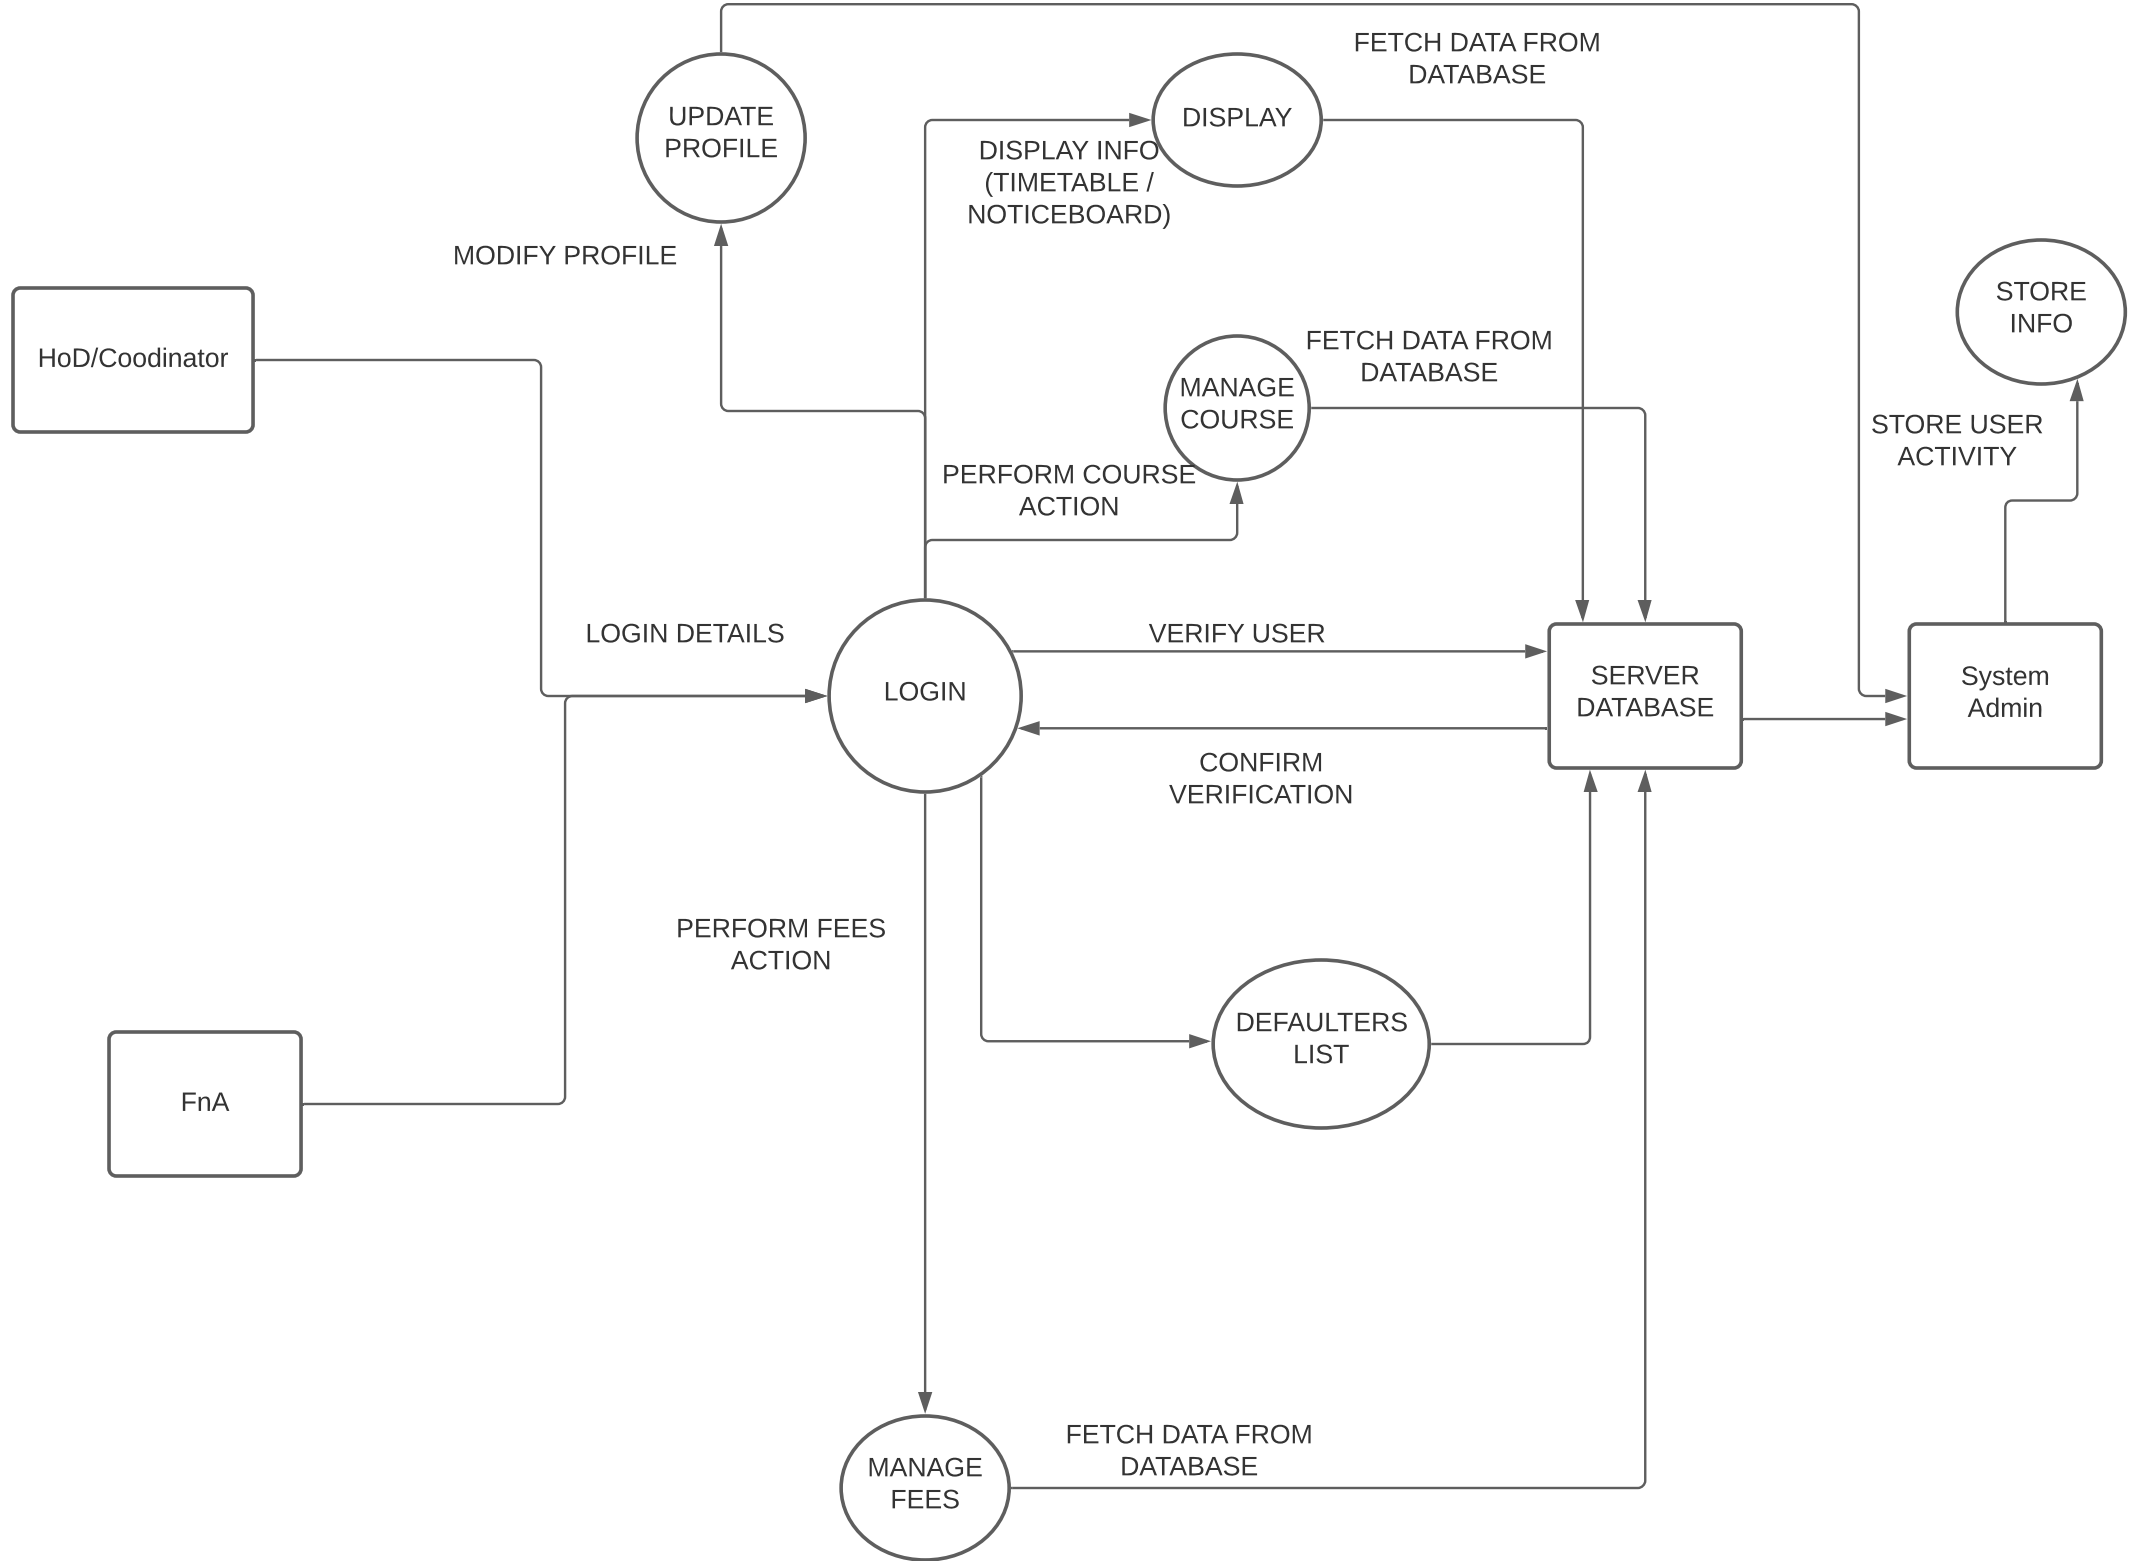 FETCH DATA FROM
DATABASE
UPDATE
PROFILE
DISPLAY
DISPLAY INFO
(TIMETABLE /
NOTICEBOARD)
MODIFY PROFILE
STORE
INFO
HoD/Coodinator
FETCH DATA FROM
DATABASE
MANAGE
COURSE
STORE USER
ACTIVITY
PERFORM COURSE
ACTION
LOGIN DETAILS
VERIFY USER
LOGIN
SERVER
DATABASE
System
Admin
CONFIRM
VERIFICATION
PERFORM FEES
ACTION
DEFAULTERS
LIST
FnA
FETCH DATA FROM
DATABASE
MANAGE
FEES